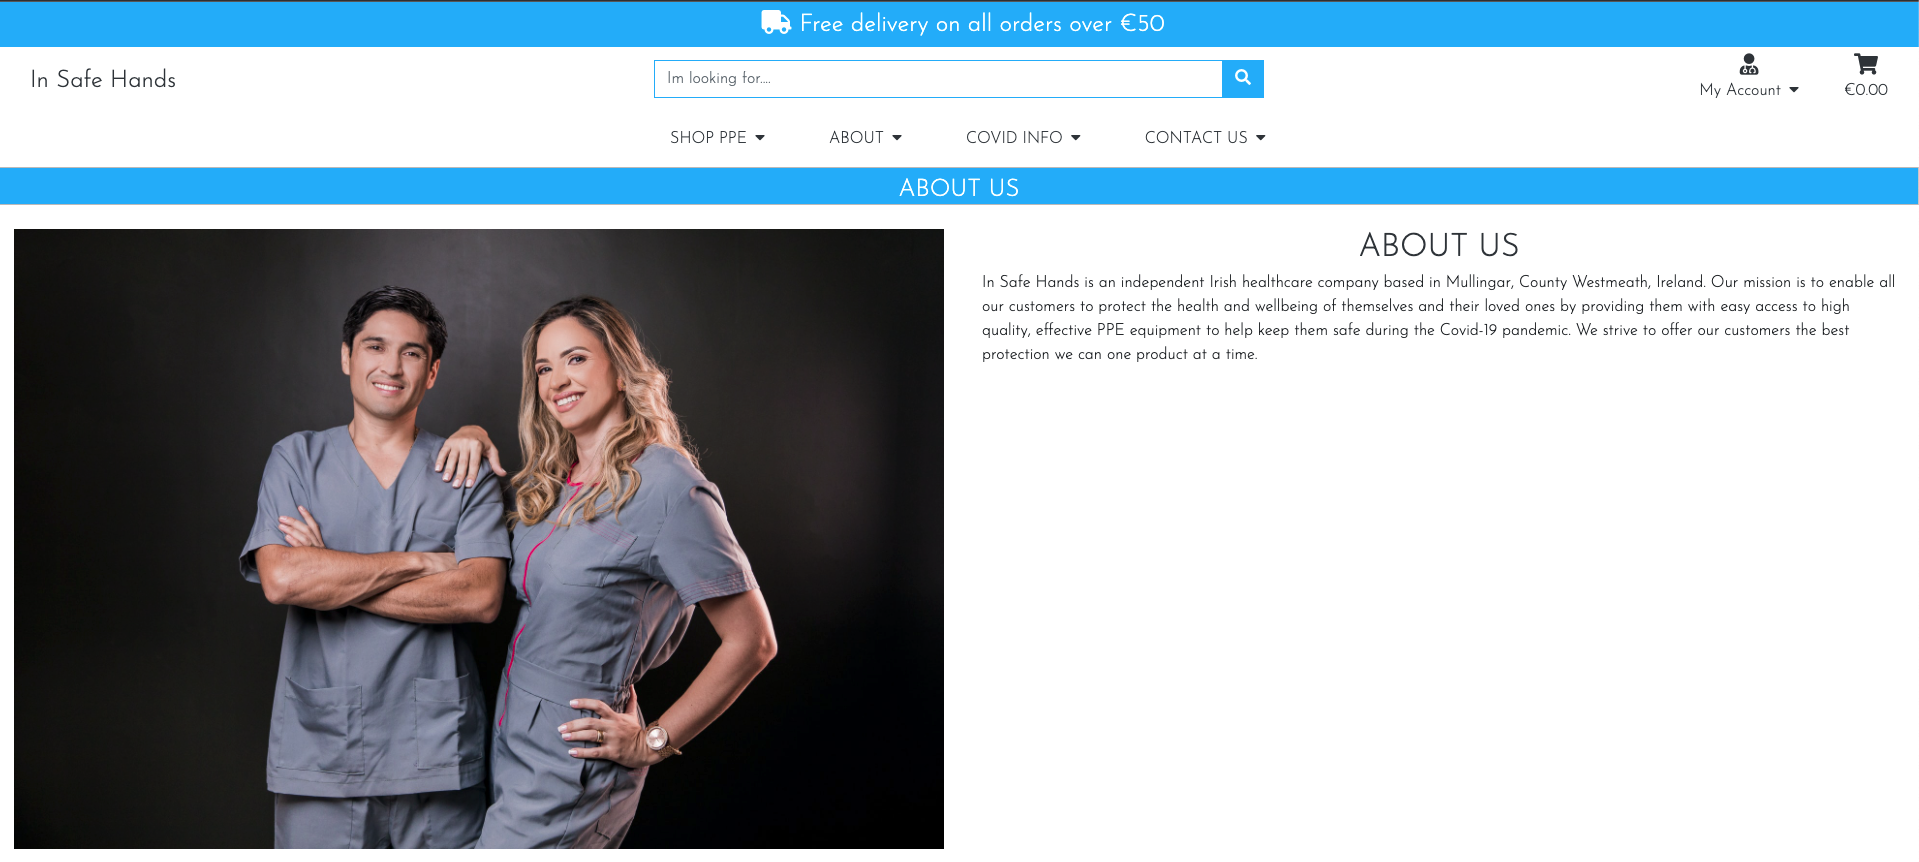 Free delivery on all orders over €50
In Safe Hands
Im looking for....
My Account
€0.00
SHOP PPE
ABOUT
COVID INFO
CONTACT US
ABOUT US
ABOUT US
In Safe Hands is an independent Irish healthcare company based in Mullingar, County Westmeath, Ireland. Our mission is to enable all
our customers to protect the health and wellbeing of themselves and their loved ones by providing them with easy access to high
quality, effective PPE equipment to help keep them safe during the Covid-19 pandemic. We strive to offer our customers the best
protection we can one product at a time.